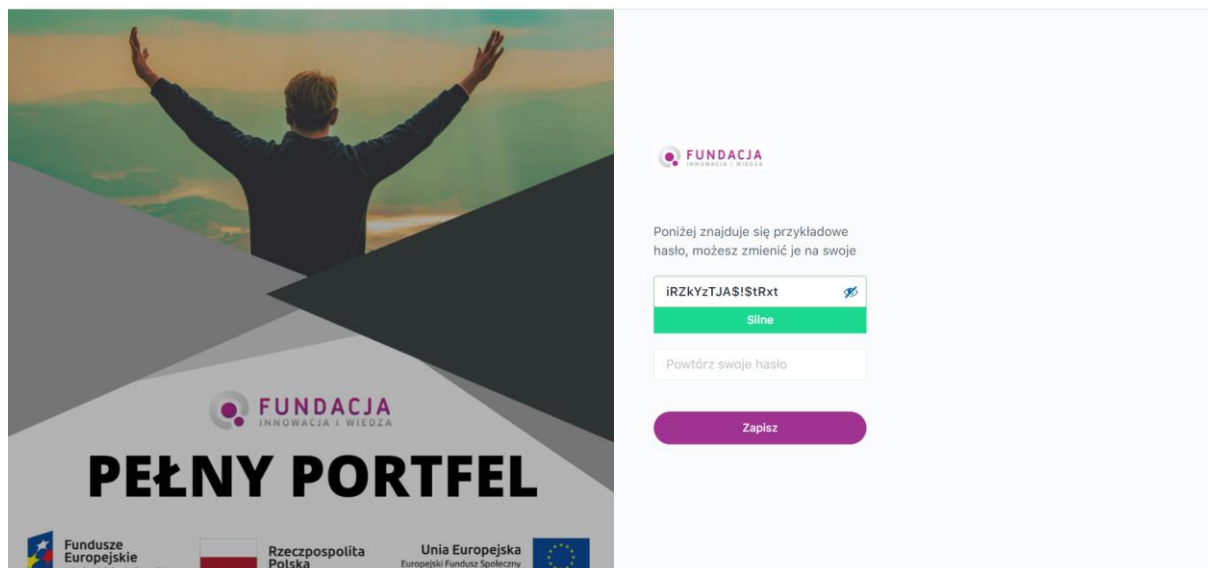 FUNDACJA
INNOWACJA I WIEDZA
PEŁNY PORTFEL
Fundusze
Europejskie
Rzeczpospolita
Polska
Unia Europejska
Europejski Fundusz Społeczny
FUNDACJA
INNOWACJA I WIEDZA
Poniżej znajduje się przykładowe
hasło, możesz zmienić je na swoje
iRZkYzTJA$!$tRxt
Silne
Powtórz swoje hasło
Zapisz